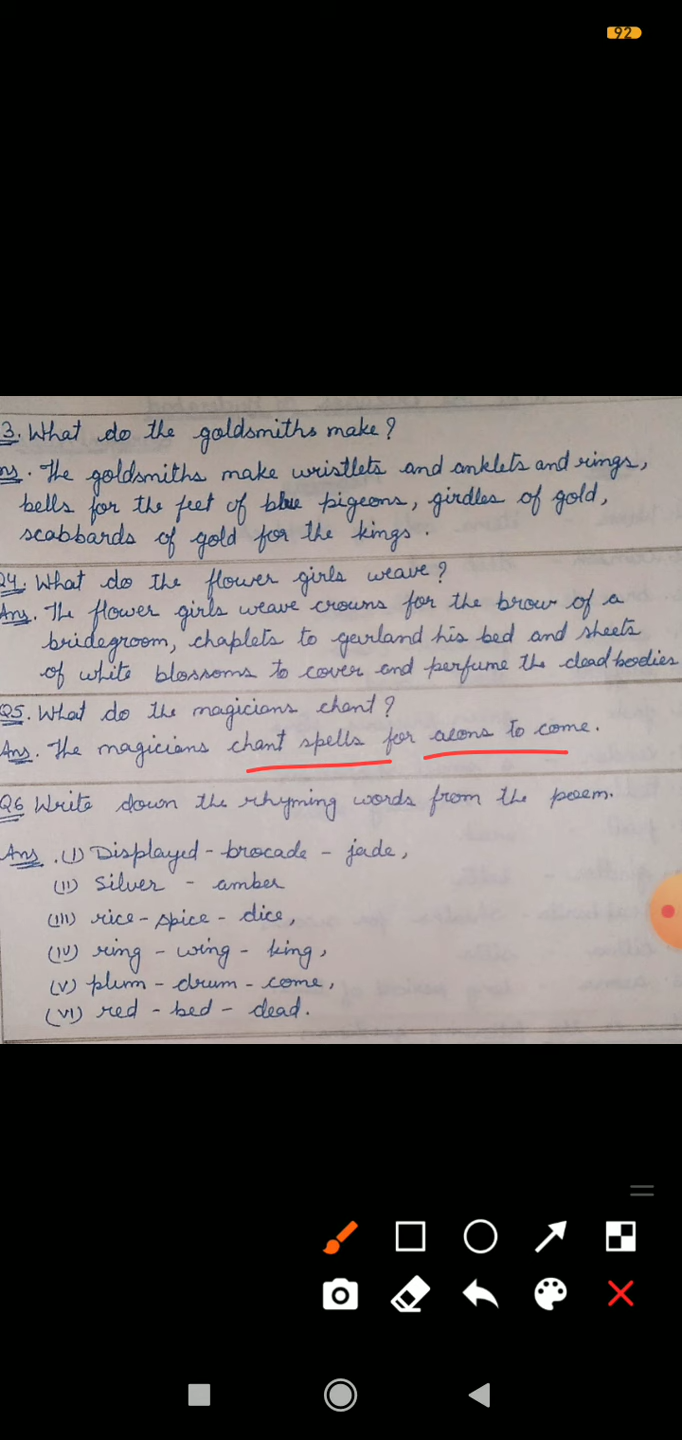 92
3. What do the goldsmiths make?
ns. The goldsmiths make wristlets and anklets and rings,
bells for the feet of blue pigeons, girdles of gold,
scabbards of gold for the kings.
Q4. What do the flower girls weave?
Ans. The flower girls weave crowns for the brow of a
bridegroom, chaplets to garland his bed and sheets
of white blossoms to cover and perfume the dead bodies
Q5. What do the magicians chant?
Ans. The magicians chant spells for aeons to come.
Q6 Write down the rhyming words from the poem.
Ans. (I) Displayed - brocade - jade,
(II) Silver - amber
(III) rice - spice - dice,
(IV) ring - wing - king,
(V) plum - drum - come,
(VI) red - bed - dead.